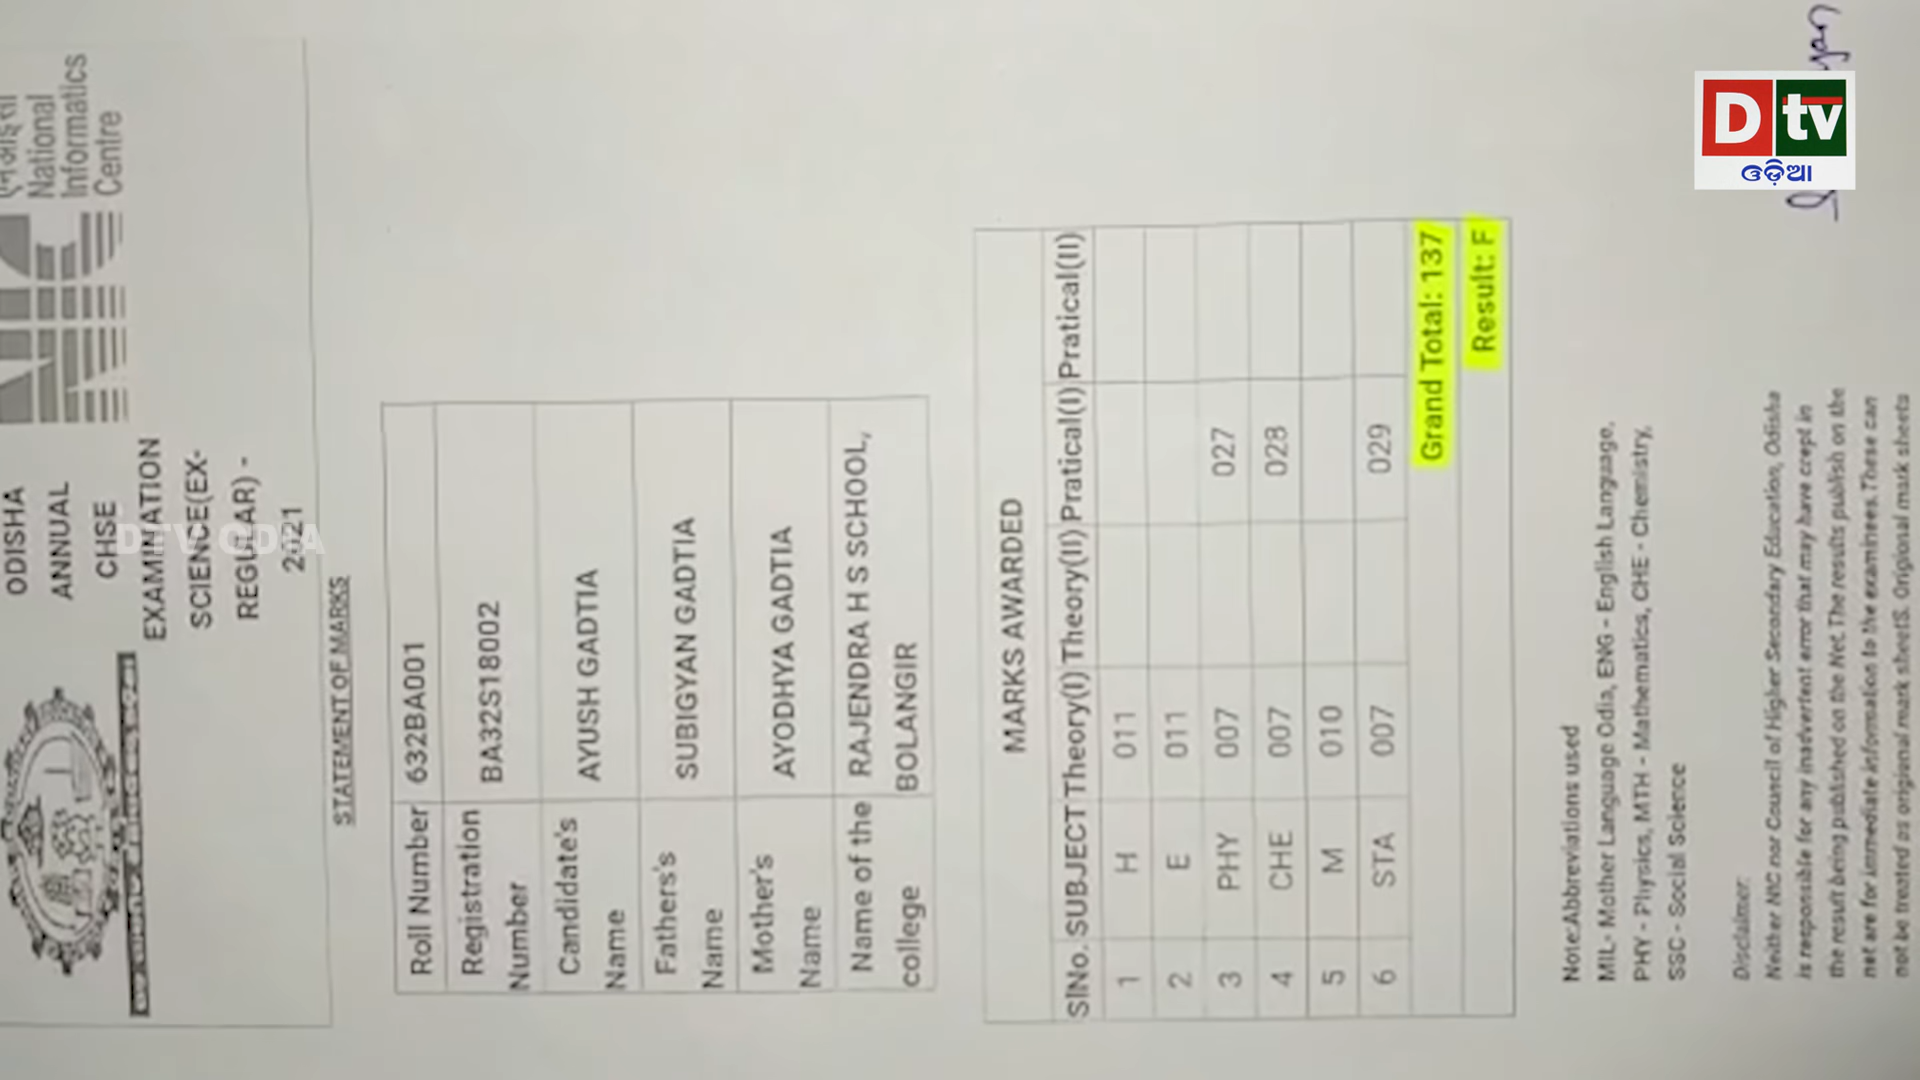 National
Informatics
Centre
ODISHA
ANNUAL
CHSE
EXAMINATION
SCIENCE(EX-
REGULAR) -
2021
STATEMENT OF MARKS
Roll Number 632BA001
Registration Number BA32S18002
Candidate's Name AYUSH GADTIA
Fathers's Name SUBIGYAN GADTIA
Mother's Name AYODHYA GADTIA
Name of the college RAJENDRA H S SCHOOL, BOLANGIR
MARKS AWARDED
SlNo. SUBJECT Theory(I) Theory(II) Pratical(I) Pratical(II)
1 H 011
2 E 011
3 PHY 007 027
4 CHE 007 028
5 M 010
6 STA 007 029
Grand Total: 137
Result: F
Note:Abbreviations used
MIL- Mother Language Odia, ENG - English Language,
PHY - Physics, MTH - Mathematics, CHE - Chemistry,
SSC - Social Science
Disclaimer:
Neither NIC nor Council of Higher Secondary Education, Odisha
is responsible for any inadvertent error that may have crept in
the result being published on the Net. The results publish on the
net are for immediate information to the examinees. These can
not be treated as original mark sheetS. Original mark sheets
D tv
ଓଡ଼ିଆ
DTV ODIA